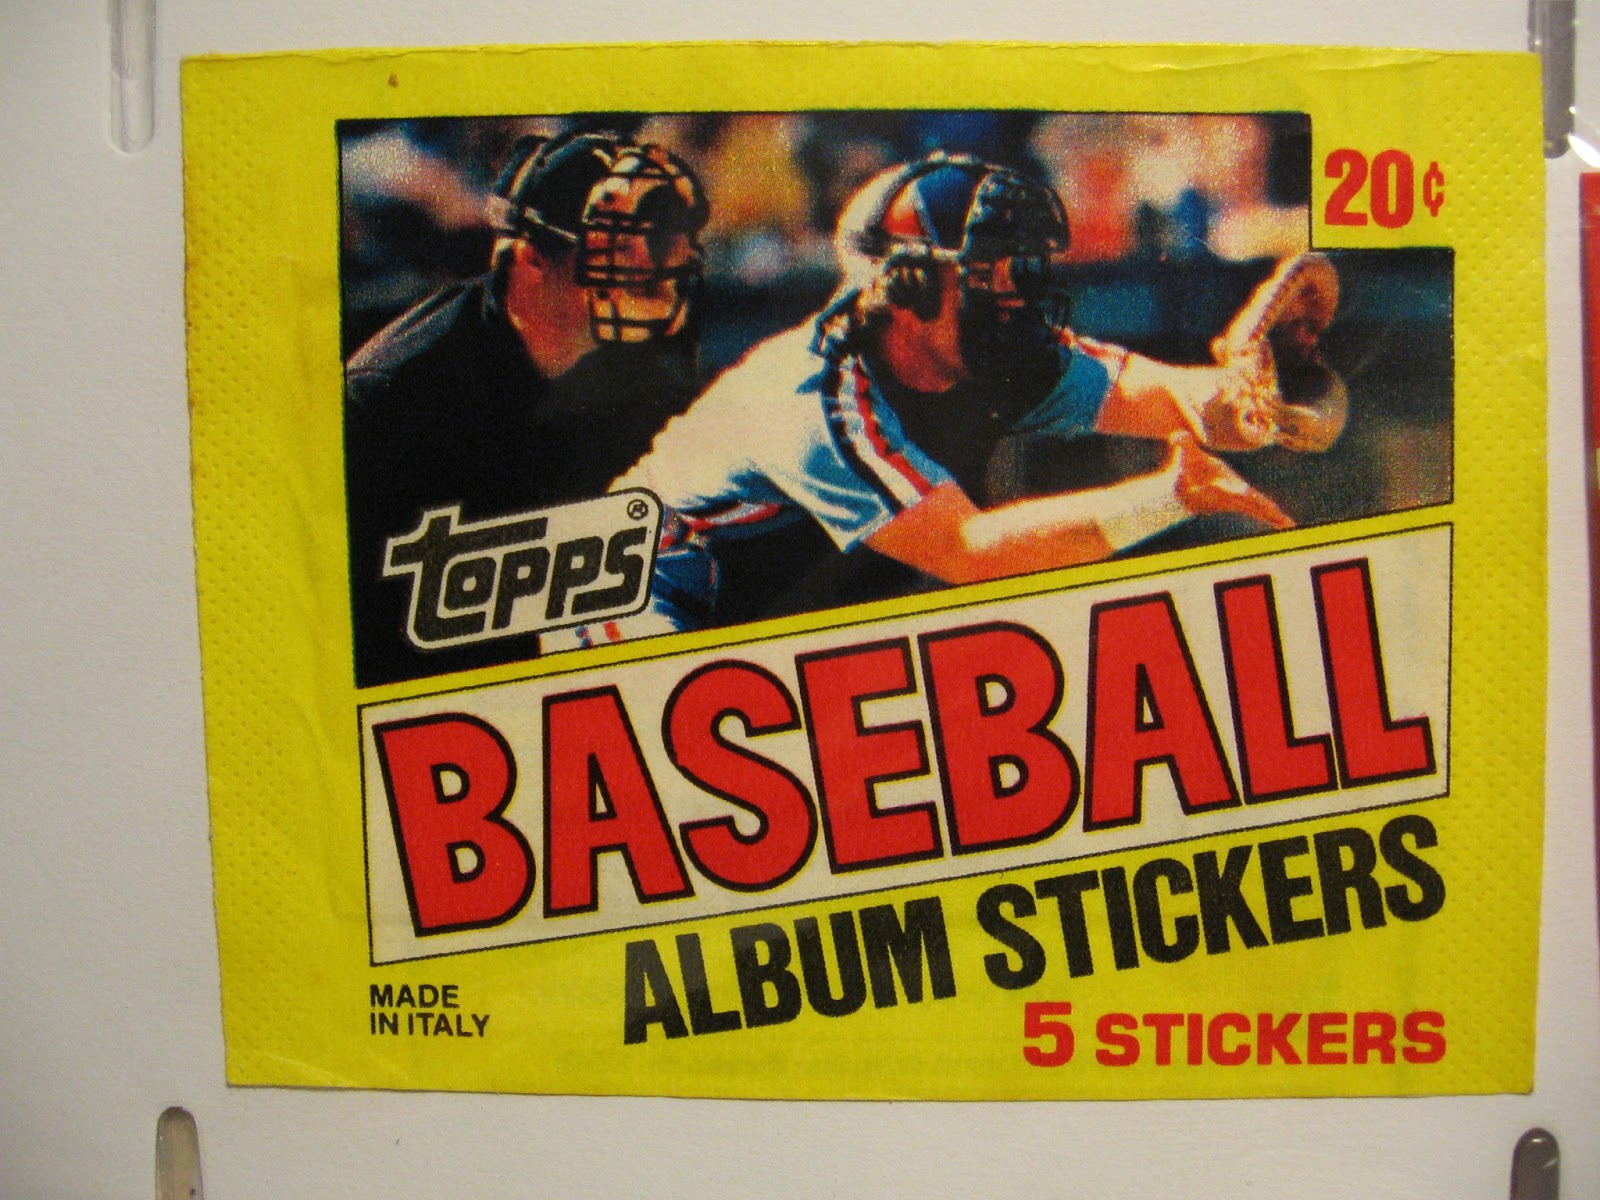 20¢
topps®
BASEBALL
ALBUM STICKERS
MADE
IN ITALY
5 STICKERS